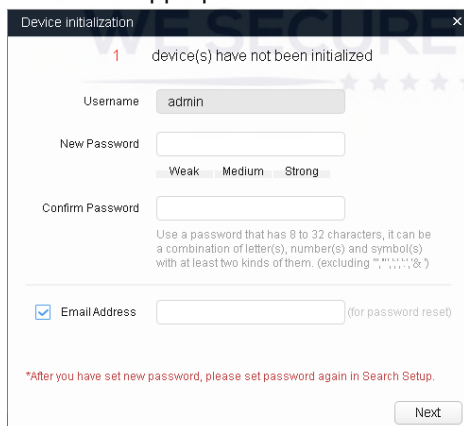 Device initialization
WE SECURE
1 device(s) have not been initialized
Username admin
New Password
Weak Medium Strong
Confirm Password
Use a password that has 8 to 32 characters, it can be
a combination of letter(s), number(s) and symbol(s)
with at least two kinds of them. (excluding
Email Address (for password reset)
*After you have set new password, please set password again in Search Setup.
Next